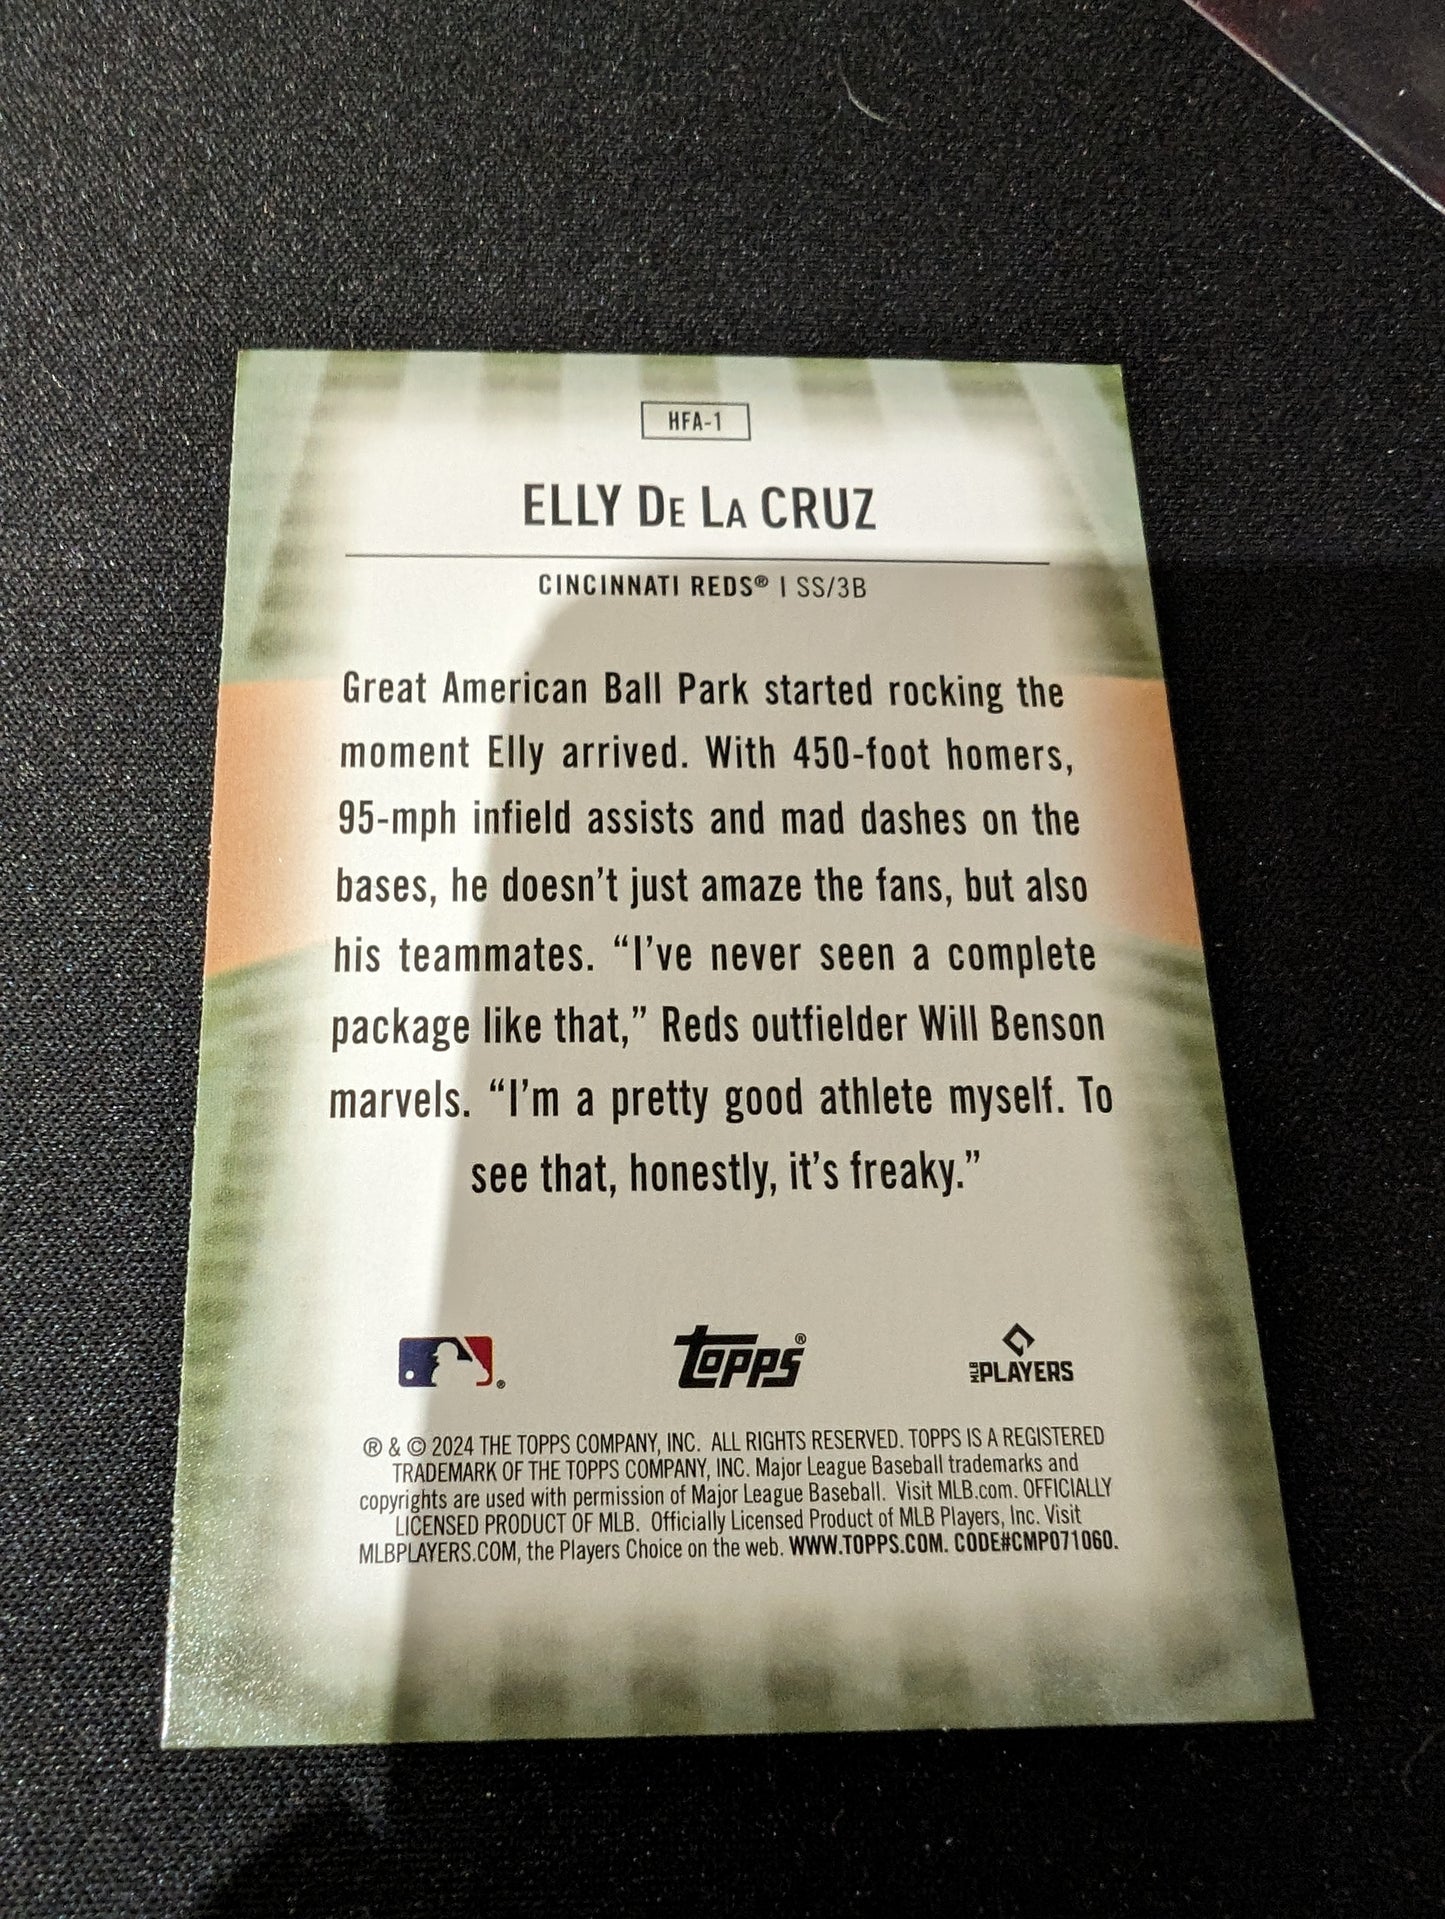 HFA-1
ELLY De La CRUZ
CINCINNATI REDS® | SS/3B
Great American Ball Park started rocking the
moment Elly arrived. With 450-foot homers,
95-mph infield assists and mad dashes on the
bases, he doesn't just amaze the fans, but also
his teammates. “I've never seen a complete
package like that,” Reds outfielder Will Benson
marvels. “I'm a pretty good athlete myself. To
see that, honestly, it's freaky.”
®
Topps®
MLB PLAYERS
® & © 2024 THE TOPPS COMPANY, INC. ALL RIGHTS RESERVED. TOPPS IS A REGISTERED
TRADEMARK OF THE TOPPS COMPANY, INC. Major League Baseball trademarks and
copyrights are used with permission of Major League Baseball. Visit MLB.com. OFFICIALLY
LICENSED PRODUCT OF MLB. Officially Licensed Product of MLB Players, Inc. Visit
MLBPLAYERS.COM, the Players Choice on the web. WWW.TOPPS.COM. CODE#CMP071060.